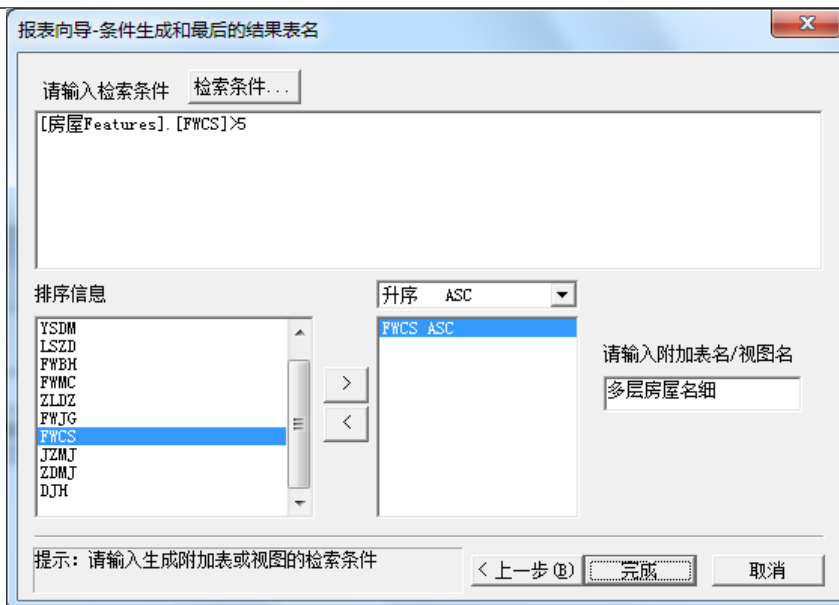 报表向导-条件生成和最后的结果表名
请输入检索条件 检索条件...
[房屋Features].[FWCS]>5
排序信息
升序 ASC
YSDM
LSZD
FWBH
FWMC
ZLDZ
FWJG
FWCS
JZMJ
ZDMJ
DJH
>
<
FWCS ASC
请输入附加表名/视图名
多层房屋名细
提示：请输入生成附加表或视图的检索条件
< 上一步(B) 完成 取消